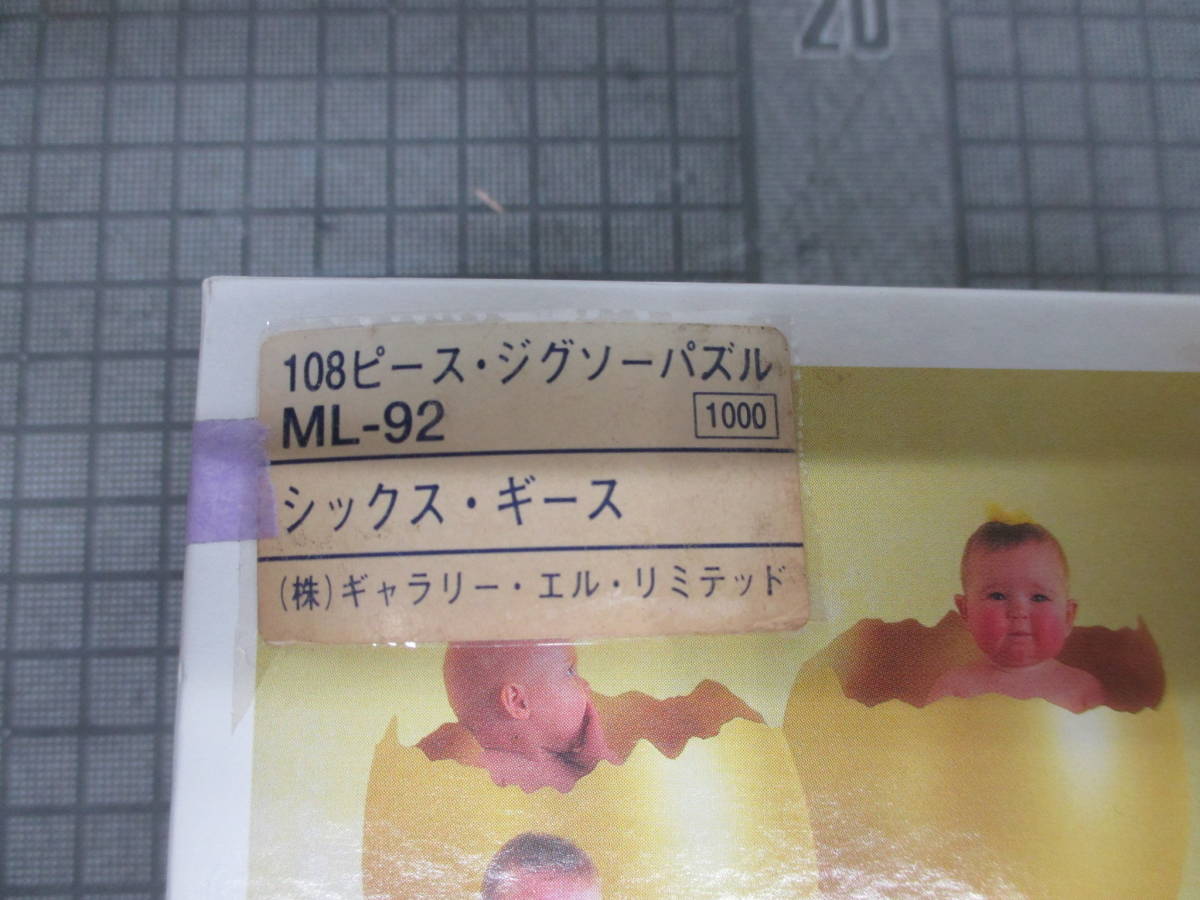 20
108ピース・ジグソーパズル
ML-92 1000
シックス・ギース
(株)ギャラリー・エル・リミテッド